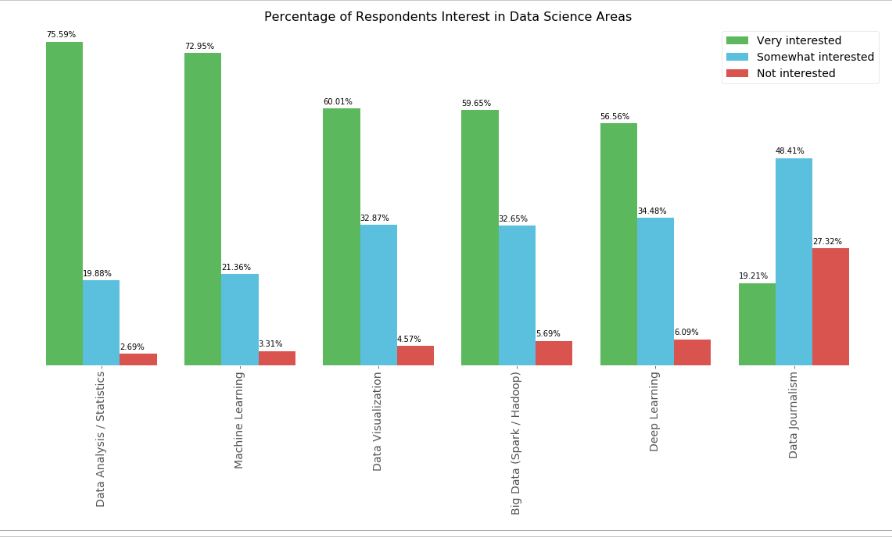 Percentage of Respondents Interest in Data Science Areas
Very interested
Somewhat interested
Not interested
75.59%
19.88%
2.69%
72.95%
21.36%
3.31%
60.01%
32.87%
4.57%
59.65%
32.65%
5.69%
56.56%
34.48%
6.09%
19.21%
48.41%
27.32%
Data Analysis / Statistics
Machine Learning
Data Visualization
Big Data (Spark / Hadoop)
Deep Learning
Data Journalism